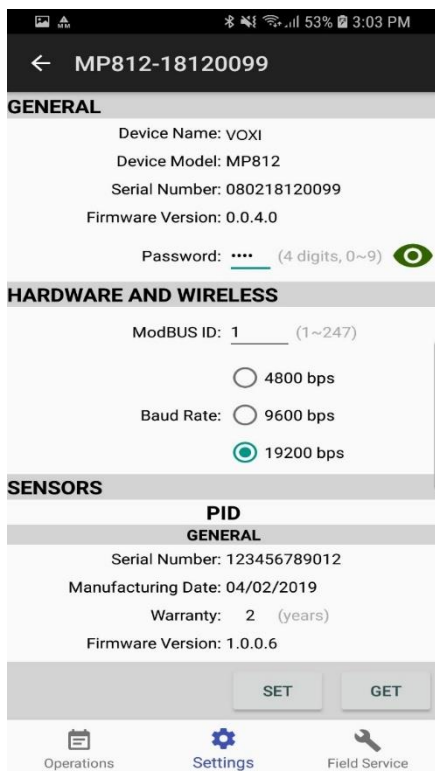 MM
53% 3:03 PM
MP812-18120099
GENERAL
Device Name: VOXI
Device Model: MP812
Serial Number: 080218120099
Firmware Version: 0.0.4.0
Password: •••• (4 digits, 0~9)
HARDWARE AND WIRELESS
ModBUS ID: 1 (1~247)
4800 bps
Baud Rate: 9600 bps
19200 bps
SENSORS
PID
GENERAL
Serial Number: 123456789012
Manufacturing Date: 04/02/2019
Warranty: 2 (years)
Firmware Version: 1.0.0.6
SET GET
Operations Settings Field Service